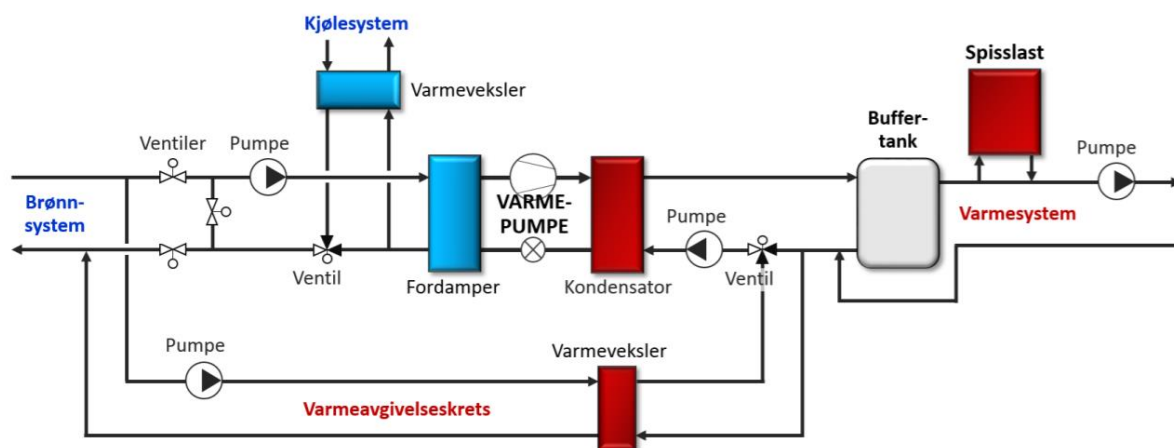 Kjølesystem
Spisslast
Varmeveksler
Buffer-
tank
Ventiler
Pumpe
Pumpe
Brønn-
system
VARME-
PUMPE
Pumpe
Varmesystem
Ventil
Fordamper
Kondensator
Ventil
Pumpe
Varmeveksler
Varmeavgivelseskrets